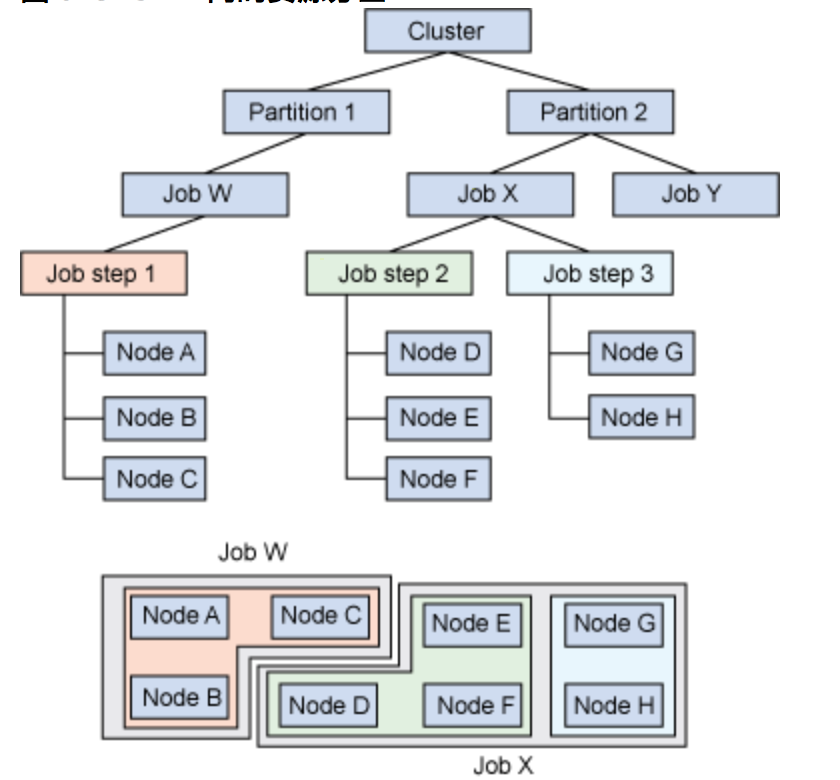 Cluster
Partition 1 Partition 2
Job W Job X Job Y
Job step 1 Job step 2 Job step 3
Node A Node D Node G
Node B Node E Node H
Node C Node F
Job W
Node A Node C Node E Node G
Node B Node D Node F Node H
Job X